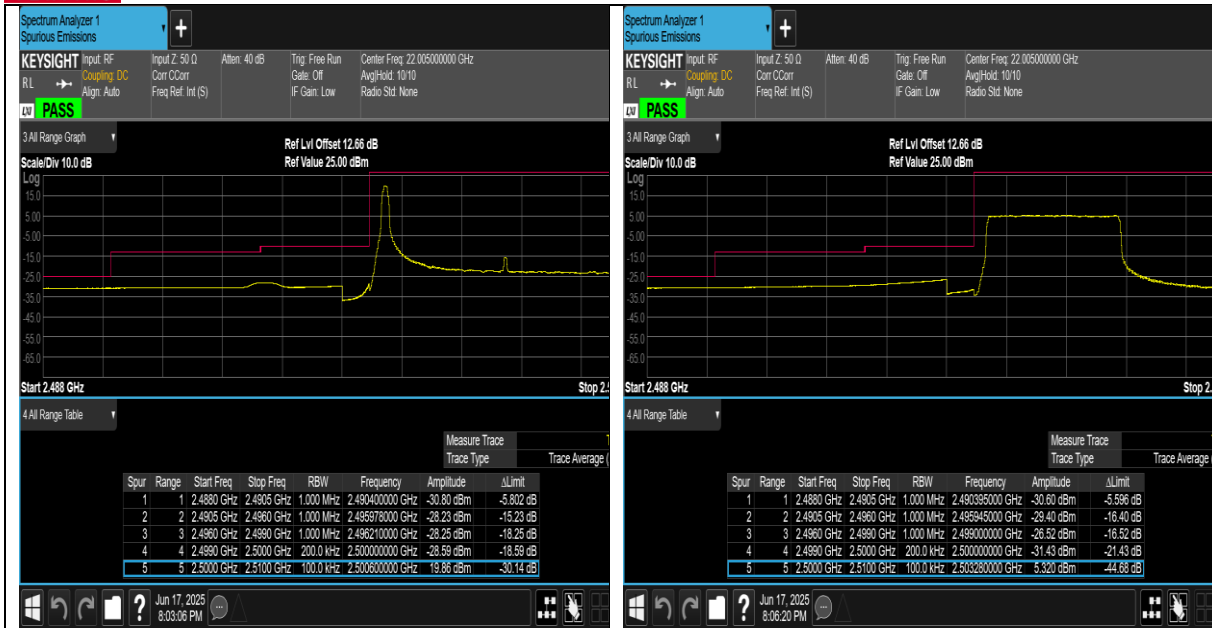 Spectrum Analyzer 1
Spurious Emissions
+
KEYSIGHT Input: RF Input Z: 50 Ω Atten: 40 dB Trig: Free Run Center Freq: 22.005000000 GHz
RL Coupling: DC Corr CCorr Gate: Off Avg|Hold: 10/10
Align: Auto Freq Ref: Int (S) IF Gain: Low Radio Std: None
LXI PASS
3 All Range Graph
Ref Lvl Offset 12.66 dB
Scale/Div 10.0 dB Ref Value 25.00 dBm
Log
15.0
5.00
-5.00
-15.0
-25.0
-35.0
-45.0
-55.0
-65.0
Start 2.488 GHz Stop 2.5
4 All Range Table
Measure Trace
Trace Type Trace Average (
Spur Range Start Freq Stop Freq RBW Frequency Amplitude ΔLimit
1 1 2.4880 GHz 2.4905 GHz 1.000 MHz 2.490400000 GHz -30.80 dBm -5.802 dB
2 2 2.4905 GHz 2.4960 GHz 1.000 MHz 2.495978000 GHz -28.23 dBm -15.23 dB
3 3 2.4960 GHz 2.4990 GHz 1.000 MHz 2.496210000 GHz -28.25 dBm -18.25 dB
4 4 2.4990 GHz 2.5000 GHz 200.0 kHz 2.500000000 GHz -28.59 dBm -18.59 dB
5 5 2.5000 GHz 2.5100 GHz 100.0 kHz 2.500600000 GHz 19.86 dBm -30.14 dB
? Jun 17, 2025
8:03:06 PM
Spectrum Analyzer 1
Spurious Emissions
+
KEYSIGHT Input: RF Input Z: 50 Ω Atten: 40 dB Trig: Free Run Center Freq: 22.005000000 GHz
RL Coupling: DC Corr CCorr Gate: Off Avg|Hold: 10/10
Align: Auto Freq Ref: Int (S) IF Gain: Low Radio Std: None
LXI PASS
3 All Range Graph
Ref Lvl Offset 12.66 dB
Scale/Div 10.0 dB Ref Value 25.00 dBm
Log
15.0
5.00
-5.00
-15.0
-25.0
-35.0
-45.0
-55.0
-65.0
Start 2.488 GHz Stop 2.
4 All Range Table
Measure Trace
Trace Type Trace Average (
Spur Range Start Freq Stop Freq RBW Frequency Amplitude ΔLimit
1 1 2.4880 GHz 2.4905 GHz 1.000 MHz 2.490395000 GHz -30.60 dBm -5.596 dB
2 2 2.4905 GHz 2.4960 GHz 1.000 MHz 2.495945000 GHz -29.40 dBm -16.40 dB
3 3 2.4960 GHz 2.4990 GHz 1.000 MHz 2.499000000 GHz -26.52 dBm -16.52 dB
4 4 2.4990 GHz 2.5000 GHz 200.0 kHz 2.500000000 GHz -31.43 dBm -21.43 dB
5 5 2.5000 GHz 2.5100 GHz 100.0 kHz 2.503280000 GHz 5.320 dBm -44.68 dB
? Jun 17, 2025
8:06:20 PM